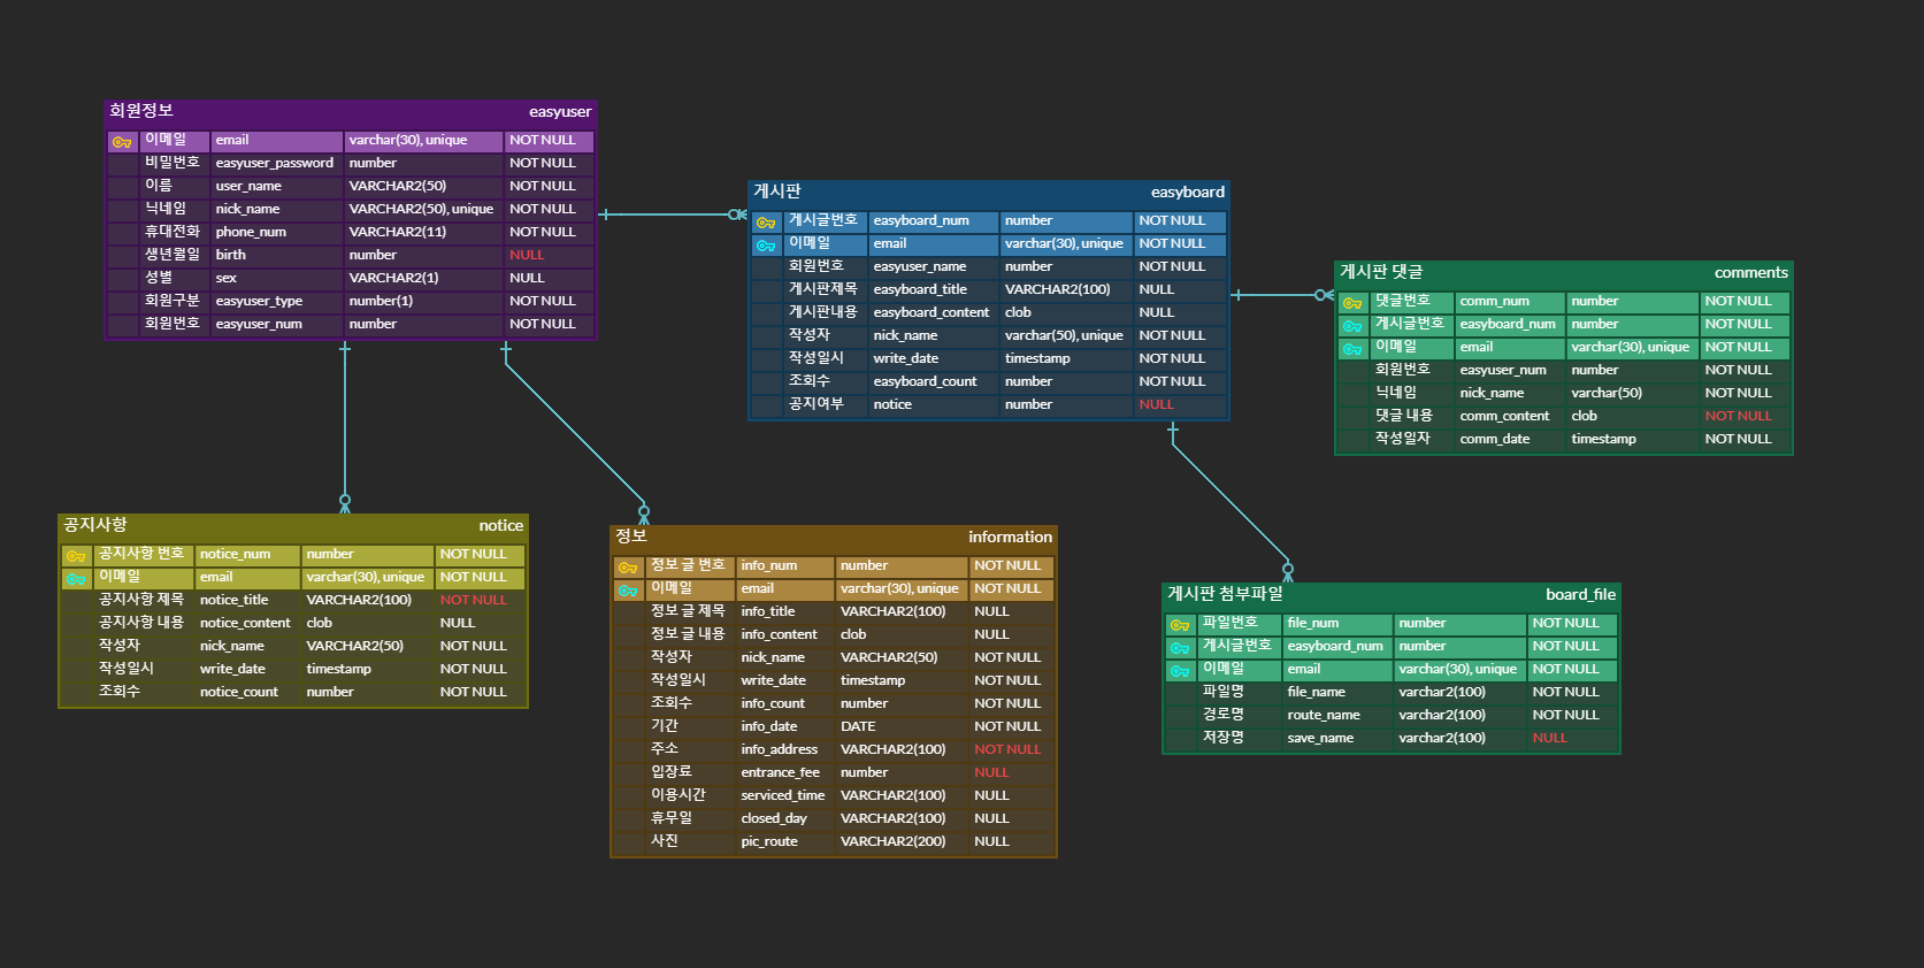 회원정보 easyuser
이메일 email varchar(30), unique NOT NULL
비밀번호 easyuser_password number NOT NULL
이름 user_name VARCHAR2(50) NOT NULL
닉네임 nick_name VARCHAR2(50), unique NOT NULL
휴대전화 phone_num VARCHAR2(11) NOT NULL
생년월일 birth number NULL
성별 sex VARCHAR2(1) NULL
회원구분 easyuser_type number(1) NOT NULL
회원번호 easyuser_num number NOT NULL
게시판 easyboard
게시글번호 easyboard_num number NOT NULL
이메일 email varchar(30), unique NOT NULL
회원번호 easyuser_name number NOT NULL
게시판제목 easyboard_title VARCHAR2(100) NULL
게시판내용 easyboard_content clob NULL
작성자 nick_name varchar(50), unique NOT NULL
작성일시 write_date timestamp NOT NULL
조회수 easyboard_count number NOT NULL
공지여부 notice number NULL
게시판 댓글 comments
댓글번호 comm_num number NOT NULL
게시글번호 easyboard_num number NOT NULL
이메일 email varchar(30), unique NOT NULL
회원번호 easyuser_num number NOT NULL
닉네임 nick_name varchar(50) NOT NULL
댓글 내용 comm_content clob NOT NULL
작성일자 comm_date timestamp NOT NULL
공지사항 notice
공지사항 번호 notice_num number NOT NULL
이메일 email varchar(30), unique NOT NULL
공지사항 제목 notice_title VARCHAR2(100) NOT NULL
공지사항 내용 notice_content clob NULL
작성자 nick_name VARCHAR2(50) NOT NULL
작성일시 write_date timestamp NOT NULL
조회수 notice_count number NOT NULL
정보 information
정보 글 번호 info_num number NOT NULL
이메일 email varchar(30), unique NOT NULL
정보 글 제목 info_title VARCHAR2(100) NULL
정보 글 내용 info_content clob NULL
작성자 nick_name VARCHAR2(50) NOT NULL
작성일시 write_date timestamp NOT NULL
조회수 info_count number NOT NULL
기간 info_date DATE NOT NULL
주소 info_address VARCHAR2(100) NOT NULL
입장료 entrance_fee number NULL
이용시간 serviced_time VARCHAR2(100) NULL
휴무일 closed_day VARCHAR2(100) NULL
사진 pic_route VARCHAR2(200) NULL
게시판 첨부파일 board_file
파일번호 file_num number NOT NULL
게시글번호 easyboard_num number NOT NULL
이메일 email varchar(30), unique NOT NULL
파일명 file_name varchar2(100) NOT NULL
경로명 route_name varchar2(100) NOT NULL
저장명 save_name varchar2(100) NULL